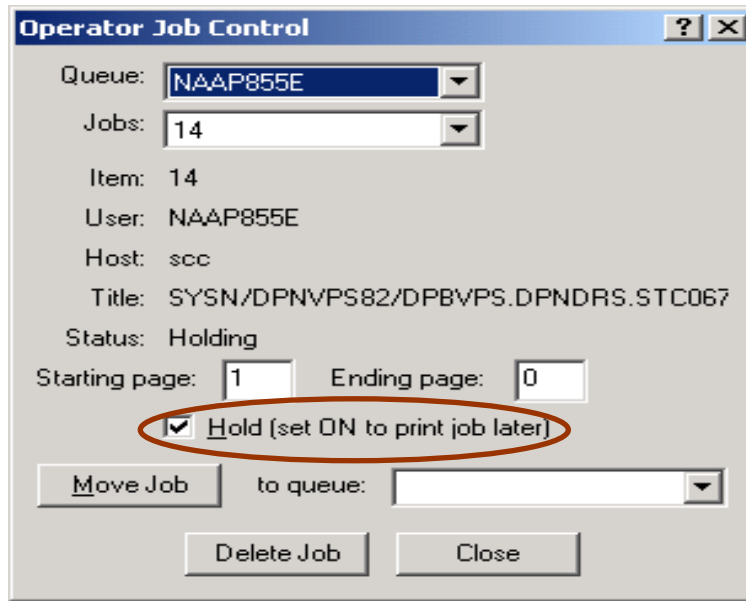 Operator Job Control
Queue: NAAP855E
Jobs: 14
Item: 14
User: NAAP855E
Host: scc
Title: SYSN/DPNVPS82/DPBVPS.DPNDRS.STC067
Status: Holding
Starting page: 1 Ending page: 0
Hold (set ON to print job later)
Move Job to queue:
Delete Job Close